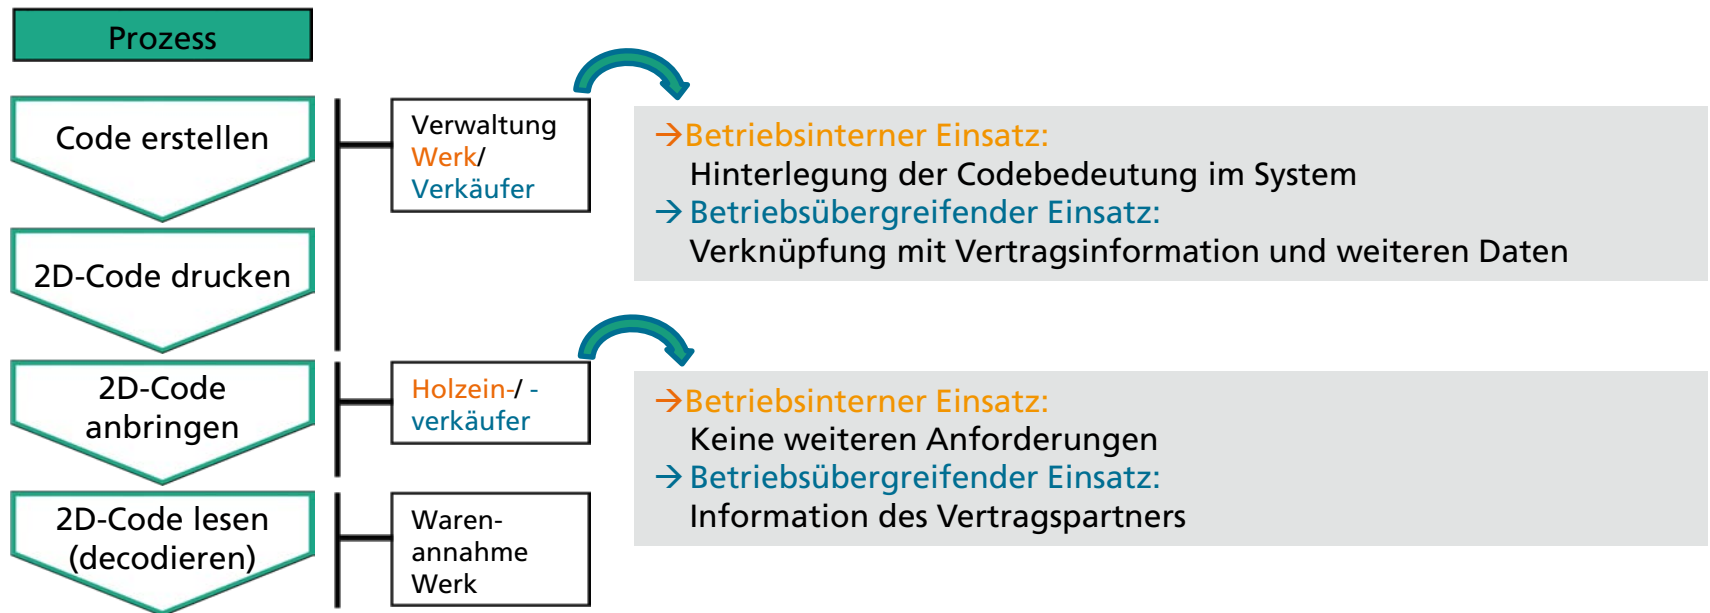 Prozess
Code erstellen
2D-Code drucken
2D-Code
anbringen
2D-Code lesen
(decodieren)
Verwaltung
Werk/
Verkäufer
Holzein-/ -
verkäufer
Waren-
annahme
Werk
→Betriebsinterner Einsatz:
Hinterlegung der Codebedeutung im System
→ Betriebsübergreifender Einsatz:
Verknüpfung mit Vertragsinformation und weiteren Daten
→Betriebsinterner Einsatz:
Keine weiteren Anforderungen
→ Betriebsübergreifender Einsatz:
Information des Vertragspartners